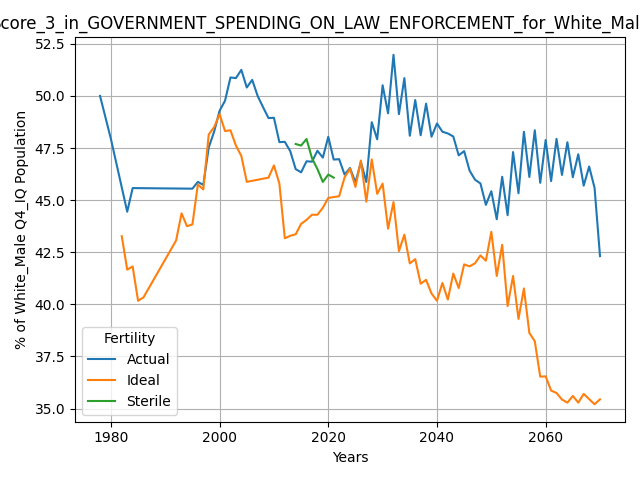 core_3_in_GOVERNMENT_SPENDING_ON_LAW_ENFORCEMENT_for_White_Mal
% of White_Male Q4_IQ Population
52.5
50.0
47.5
45.0
42.5
40.0
37.5
35.0
Fertility
Actual
Ideal
Sterile
1980
2000
2020
2040
2060
Years